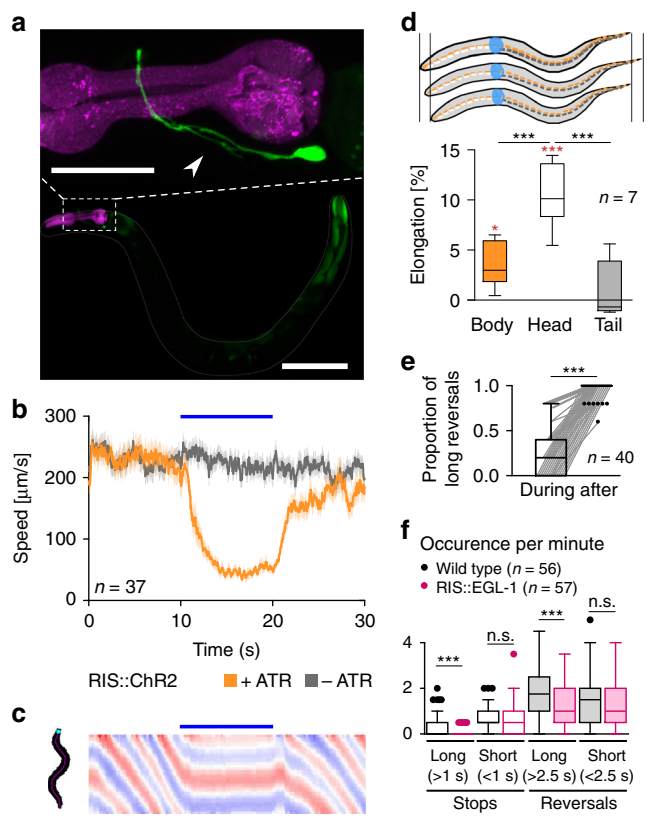 a
b
300
200
100
0
Speed [µm/s]
n = 37
0
10
20
30
Time (s)
RIS::ChR2
+ ATR
− ATR
c
d
***
***
***
*
15
10
5
0
Elongation [%]
n = 7
Body
Head
Tail
e
***
1.0
0.5
0.0
Proportion of
long reversals
n = 40
During after
f
Occurence per minute
Wild type (n = 56)
RIS::EGL-1 (n = 57)
***
n.s.
***
n.s.
4
2
0
Long
(>1 s)
Short
(<1 s)
Long
(>2.5 s)
Short
(<2.5 s)
Stops
Reversals